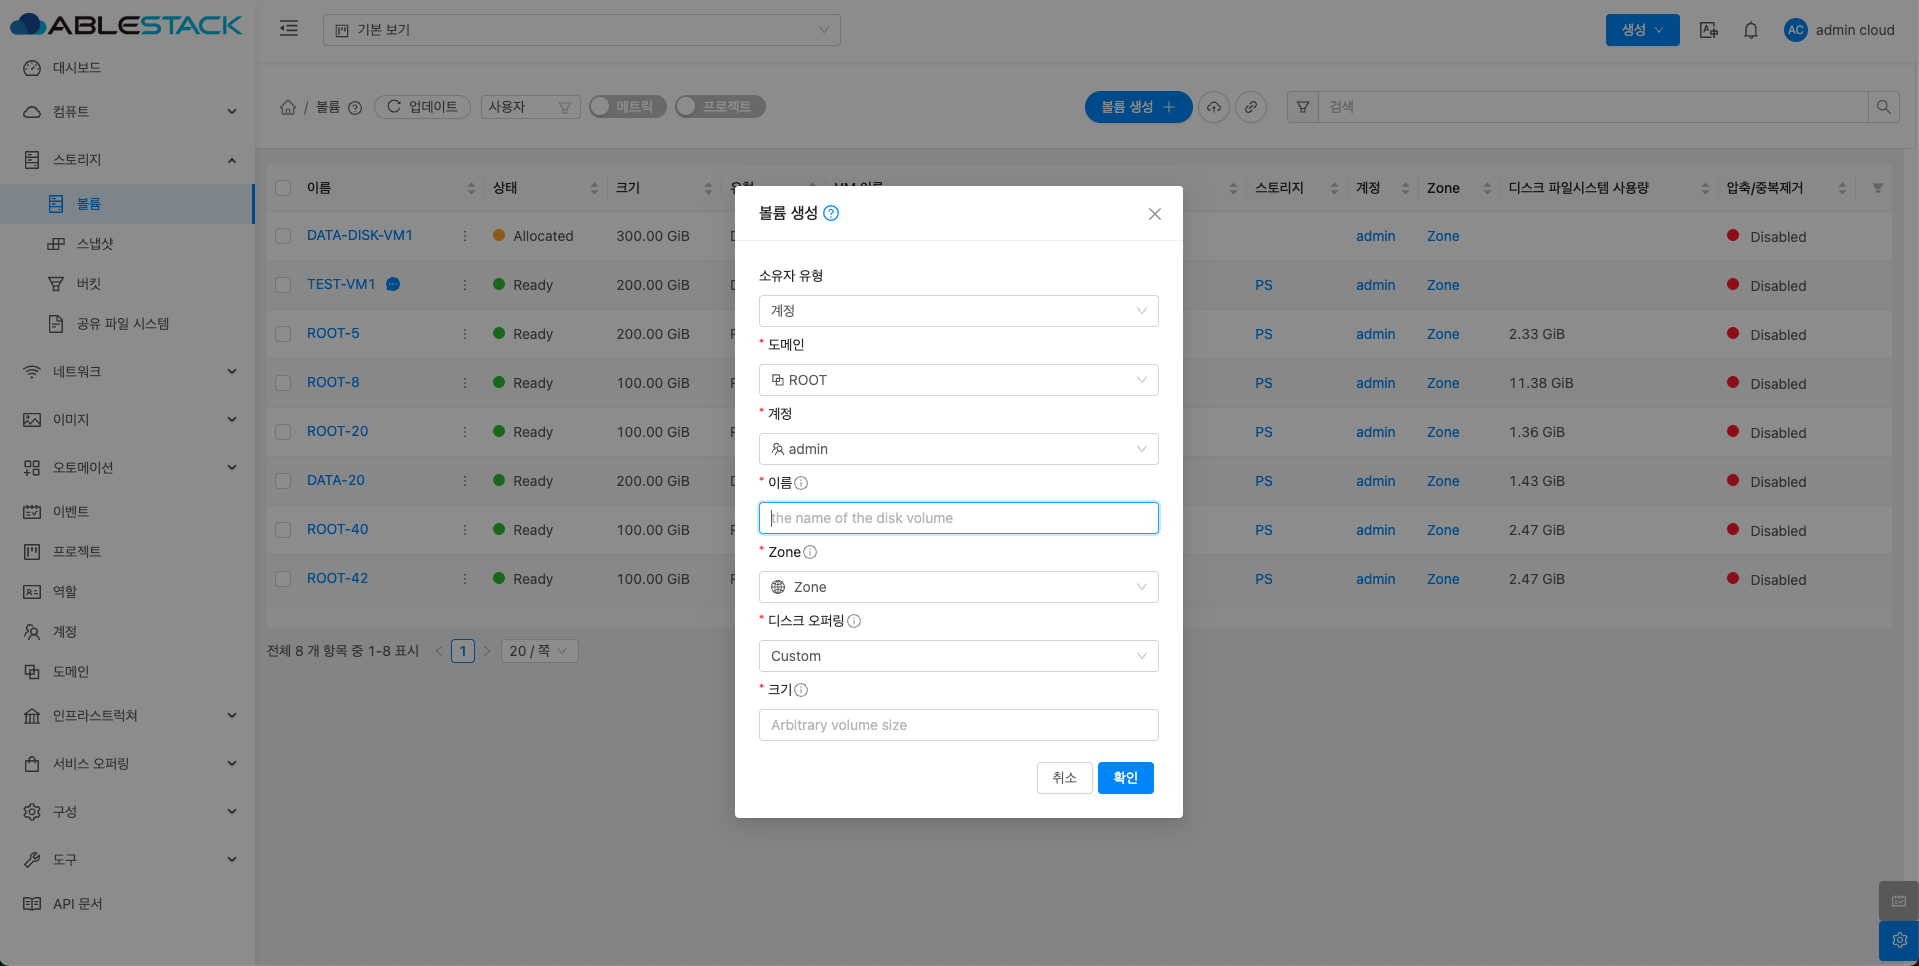 ABLESTACK
기본 보기
생성
AC admin cloud
대시보드
컴퓨트
스토리지
볼륨
스냅샷
버킷
공유 파일 시스템
네트워크
이미지
오토메이션
이벤트
프로젝트
역할
계정
도메인
인프라스트럭쳐
서비스 오퍼링
구성
도구
API 문서
/ 볼륨 업데이트 사용자 메트릭 프로젝트
볼륨 생성 +
검색
이름 상태 크기 스토리지 계정 Zone 디스크 파일시스템 사용량 압축/중복제거
DATA-DISK-VM1 Allocated 300.00 GiB admin Zone Disabled
TEST-VM1 Ready 200.00 GiB PS admin Zone Disabled
ROOT-5 Ready 200.00 GiB PS admin Zone 2.33 GiB Disabled
ROOT-8 Ready 100.00 GiB PS admin Zone 11.38 GiB Disabled
ROOT-20 Ready 100.00 GiB PS admin Zone 1.36 GiB Disabled
DATA-20 Ready 200.00 GiB PS admin Zone 1.43 GiB Disabled
ROOT-40 Ready 100.00 GiB PS admin Zone 2.47 GiB Disabled
ROOT-42 Ready 100.00 GiB PS admin Zone 2.47 GiB Disabled
전체 8 개 항목 중 1-8 표시 < 1 > 20 / 쪽
볼륨 생성
소유자 유형
계정
* 도메인
ROOT
* 계정
admin
* 이름
the name of the disk volume
* Zone
Zone
* 디스크 오퍼링
Custom
* 크기
Arbitrary volume size
취소 확인